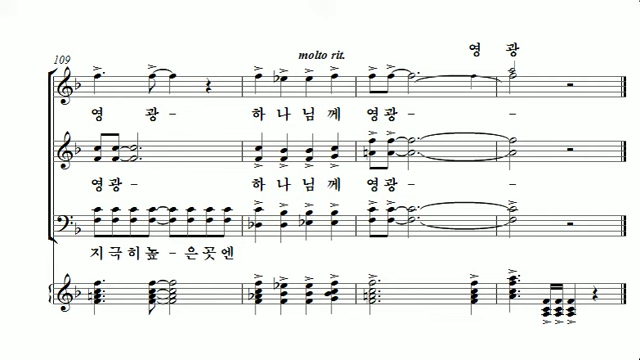 영 광
109 molto rit.
영 광- 하 나 님 께 영광- -
영광- 하 나 님 께 영광- -
지극히높-은곳엔